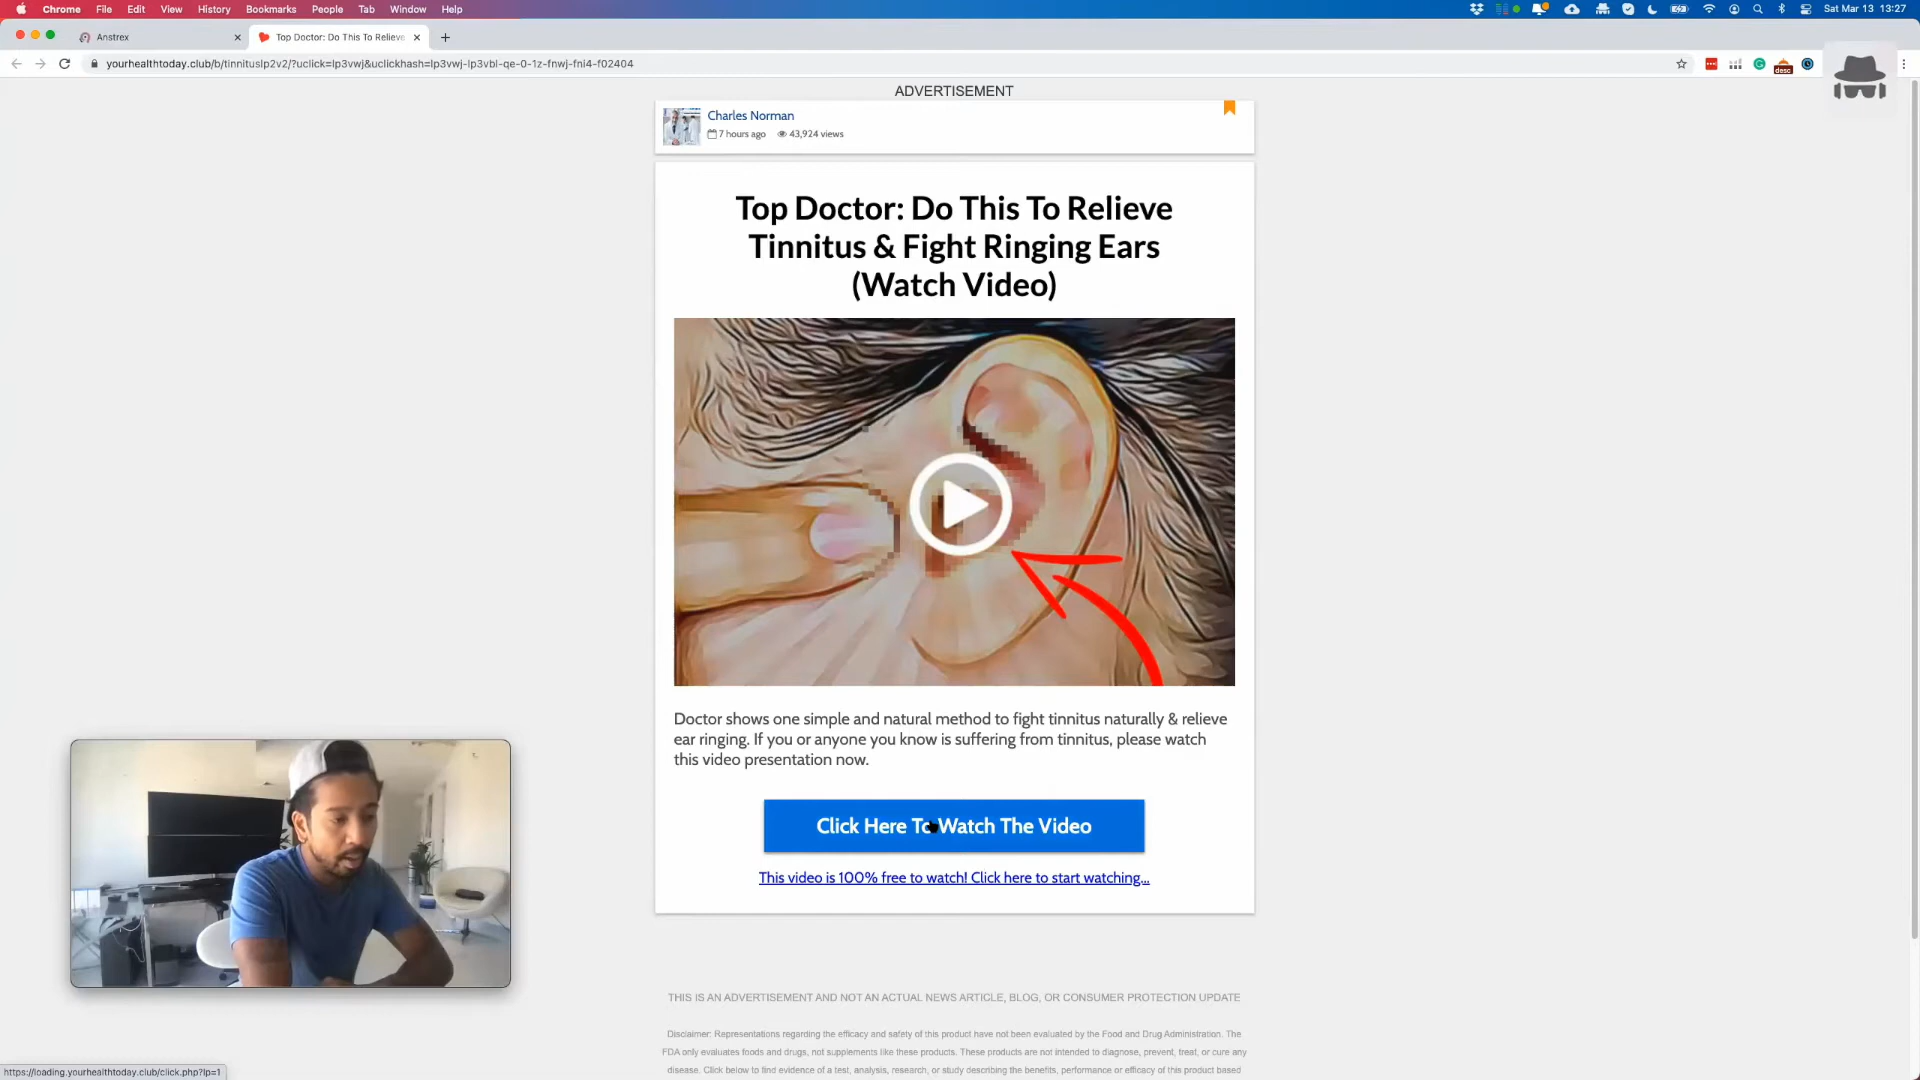 Chrome File Edit View History Bookmarks People Tab Window Help
Sat Mar 13 13:27
Anstrex
Top Doctor: Do This To Relieve
yourhealthtoday.club/b/tinnituslp2v2/?uclick=lp3vwj&uclickhash=lp3vwj-lp3vbl-qe-0-1z-fnwj-fni4-f02404
desc
ADVERTISEMENT
Charles Norman
7 hours ago 43,924 views
Top Doctor: Do This To Relieve
Tinnitus & Fight Ringing Ears
(Watch Video)
Doctor shows one simple and natural method to fight tinnitus naturally & relieve
ear ringing. If you or anyone you know is suffering from tinnitus, please watch
this video presentation now.
Click Here To Watch The Video
This video is 100% free to watch! Click here to start watching...
THIS IS AN ADVERTISEMENT AND NOT AN ACTUAL NEWS ARTICLE, BLOG, OR CONSUMER PROTECTION UPDATE
Disclaimer: Representations regarding the efficacy and safety of this product have not been evaluated by the Food and Drug Administration. The
FDA only evaluates foods and drugs, not supplements like these products. These products are not intended to diagnose, prevent, treat, or cure any
disease. Click below to find evidence of a test, analysis, research, or study describing the benefits, performance or efficacy of this product based
https://loading.yourhealthtoday.club/click.php?lp=1